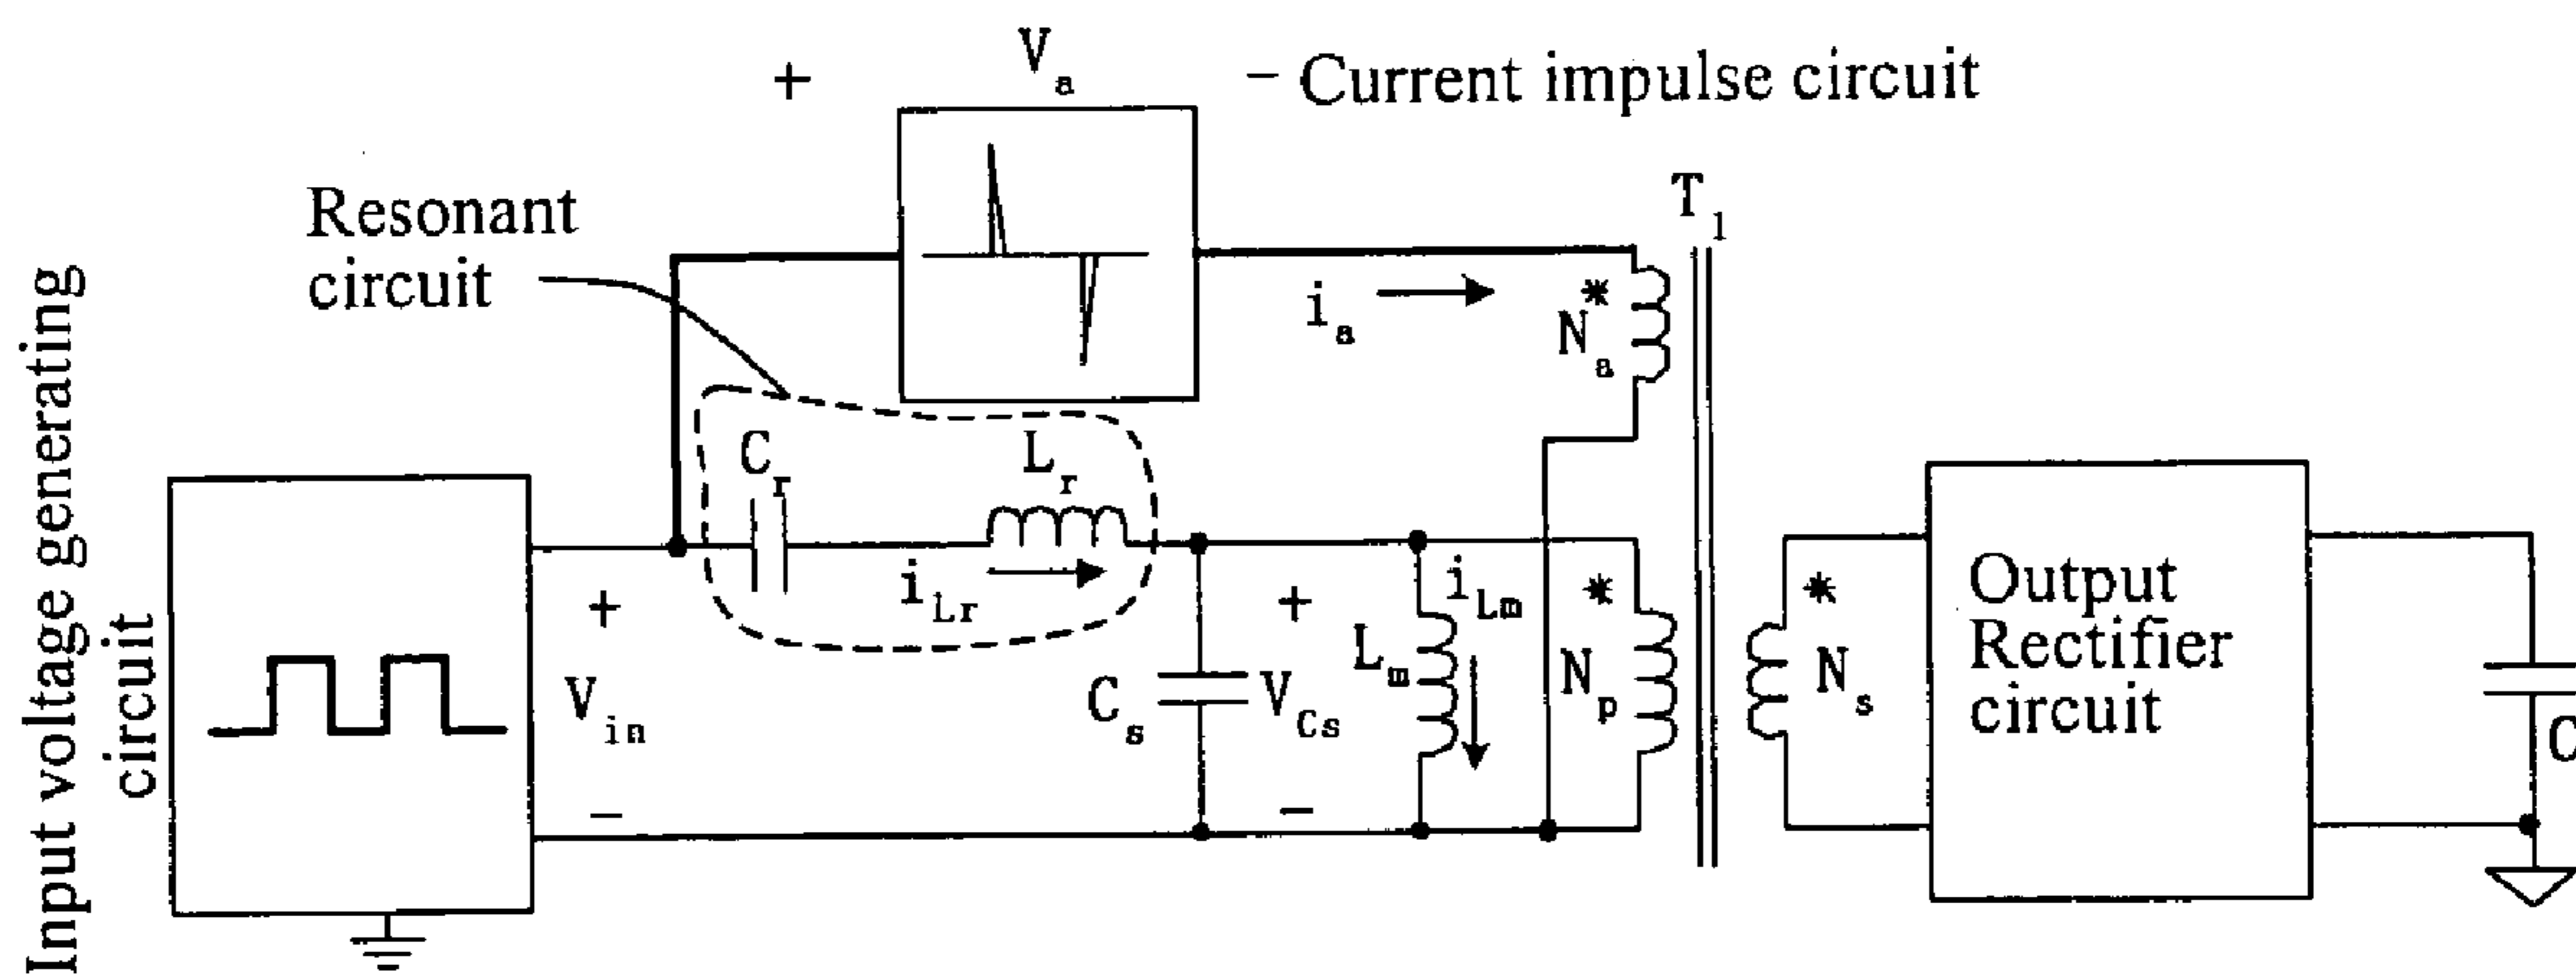 V_a
+
− Current impulse circuit
Resonant
circuit
T_1
i_a
*
N_a
C_r
L_r
i_Lr
Input voltage generating
circuit
+
V_in
−
C_s
+
V_Cs
−
i_Lm
L_m
*
N_p
*
N_s
Output
Rectifier
circuit
C